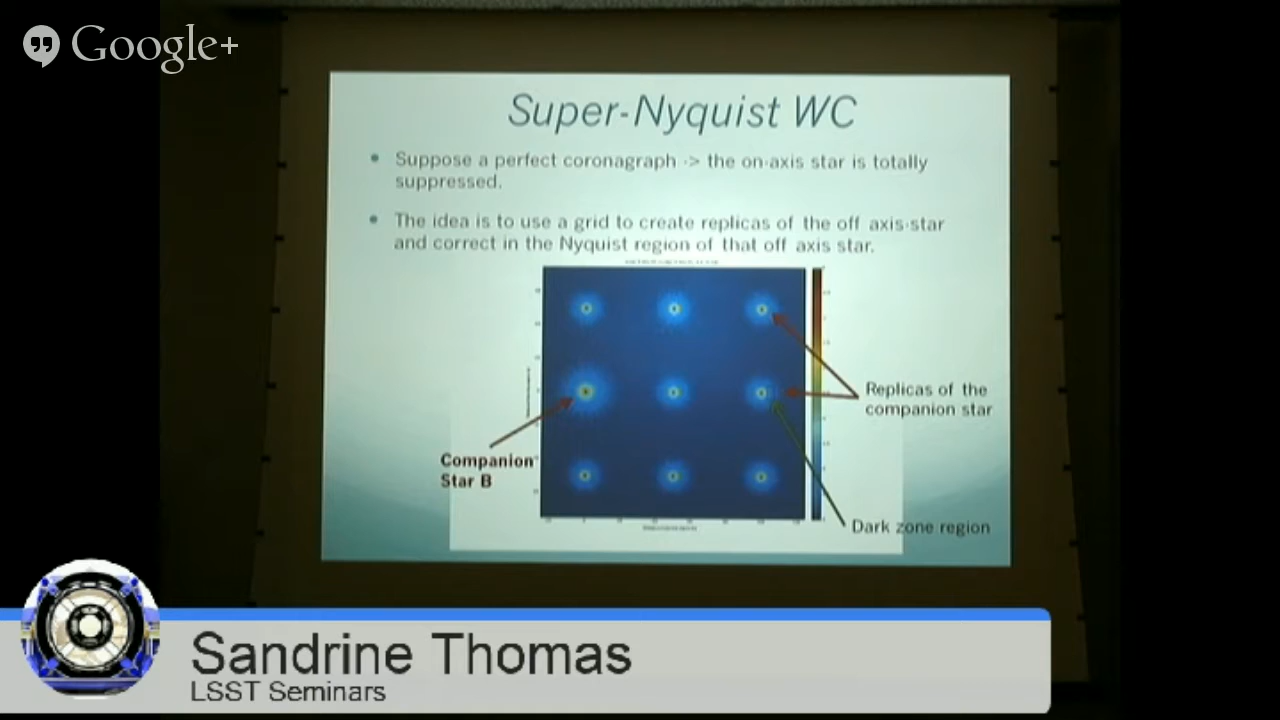 Google+
Super-Nyquist WC
Suppose a perfect coronagraph -> the on-axis star is totally
suppressed.
The idea is to use a grid to create replicas of the off axis-star
and correct in the Nyquist region of that off axis star.
Replicas of the
companion star
Companion
Star B
Dark zone region
Sandrine Thomas
LSST Seminars